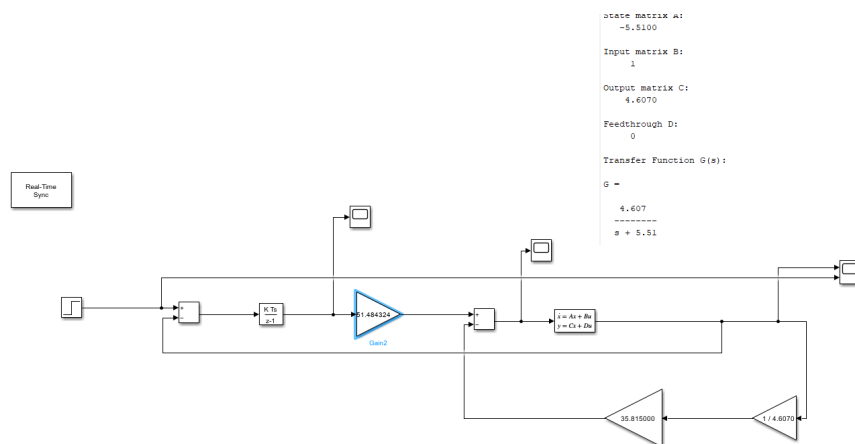 State matrix A:
-5.5100
Input matrix B:
1
Output matrix C:
4.6070
Feedthrough D:
0
Transfer Function G(s):
G =
4.607
--------
s + 5.51
Real-Time
Sync
K Ts
z-1
51.484324
Gain2
+
−
+
−
ẋ = Ax + Bu
y = Cx + Du
35.815000
1 / 4.6070